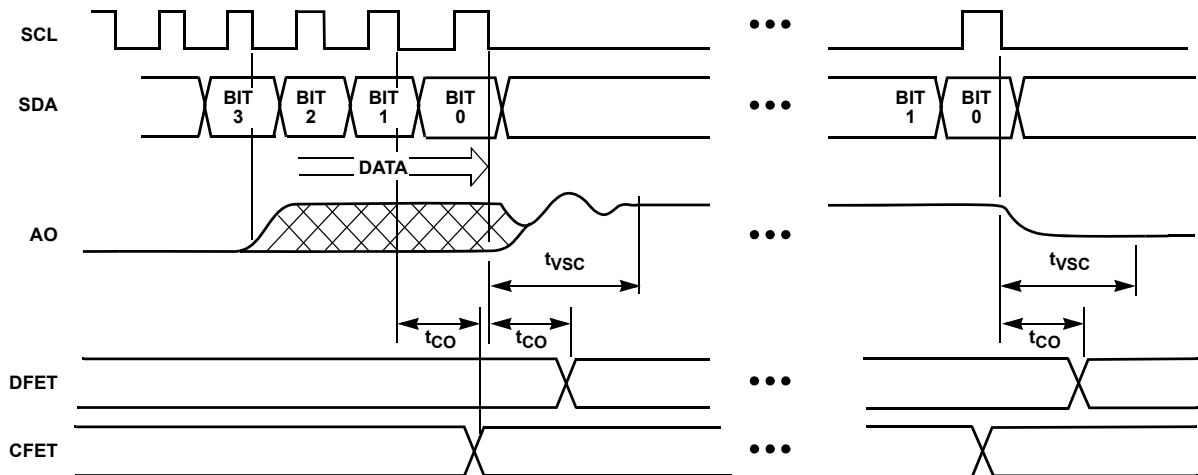 SCL
SDA
BIT
3
BIT
2
BIT
1
BIT
0
BIT
1
BIT
0
DATA
AO
tVSC
tVSC
tCO
tCO
tCO
DFET
CFET